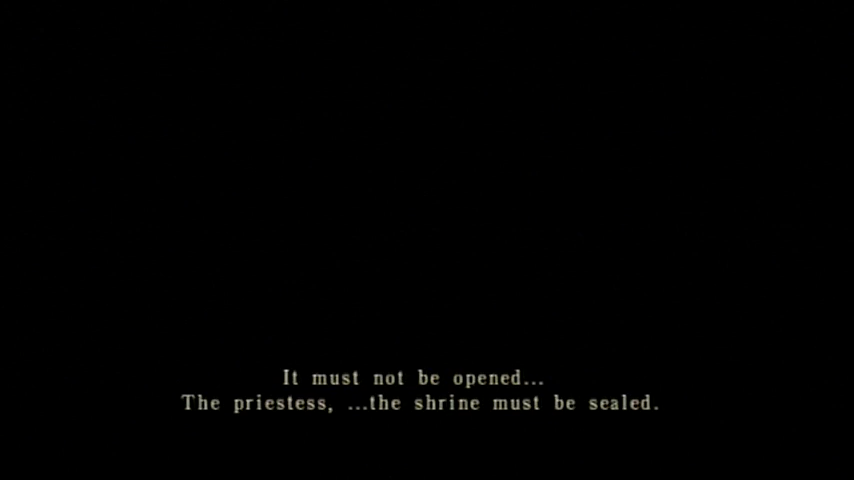 It must not be opened...
The priestess, ...the shrine must be sealed.